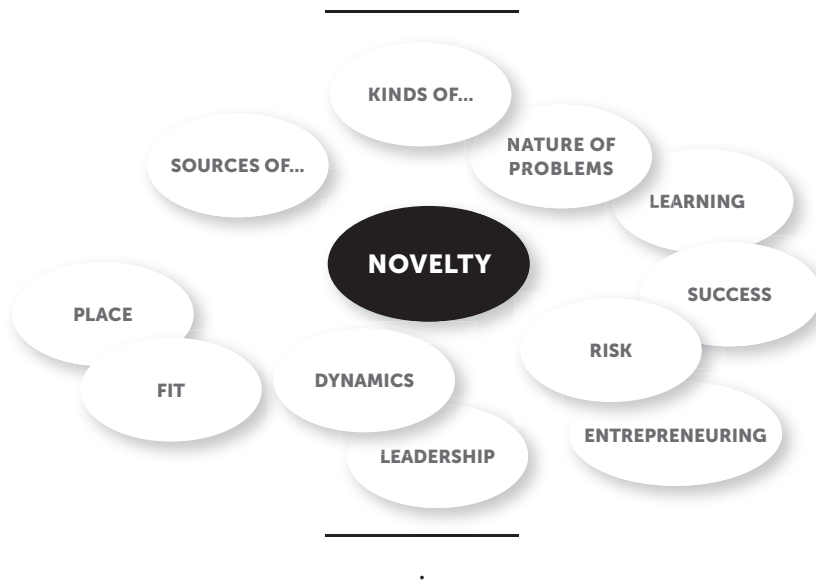 KINDS OF...
NATURE OF
PROBLEMS
SOURCES OF...
LEARNING
NOVELTY
SUCCESS
PLACE
RISK
DYNAMICS
FIT
ENTREPRENEURING
LEADERSHIP